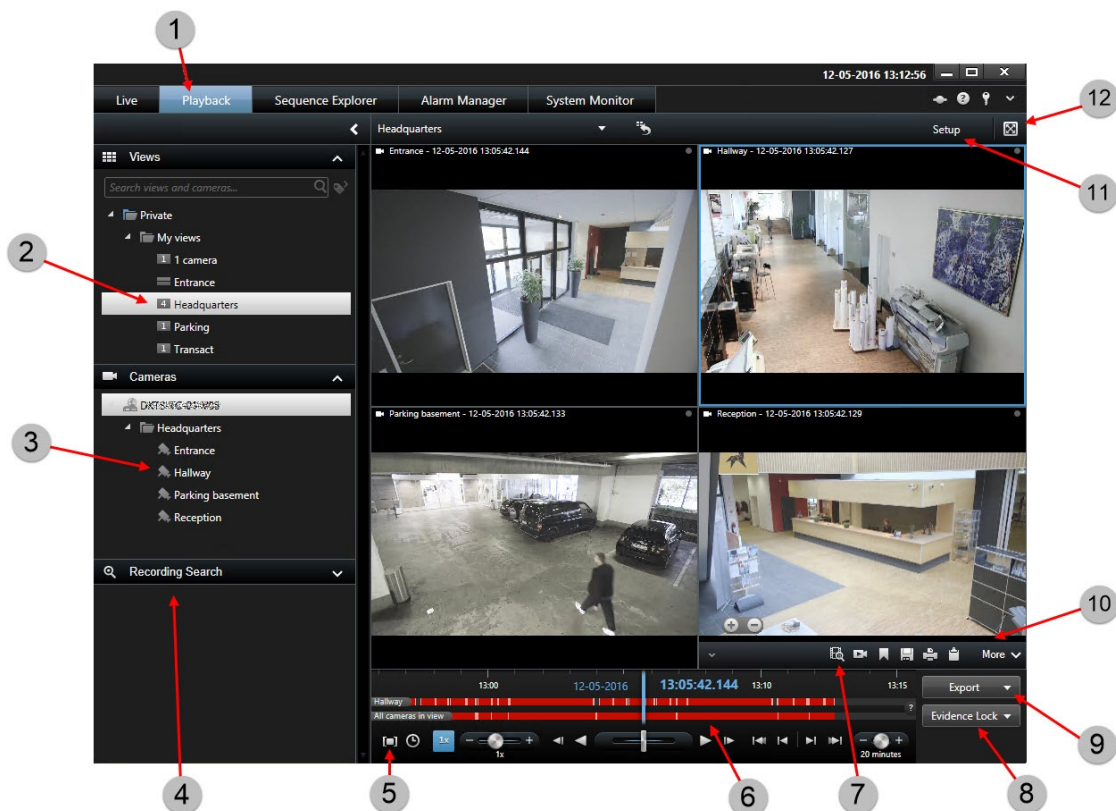 1
12-05-2016 13:12:56
Live Playback Sequence Explorer Alarm Manager System Monitor
12
Headquarters Setup
11
Views
Entrance - 12-05-2016 13:05:42.144
Hallway - 12-05-2016 13:05:42.127
Search views and cameras...
Private
My views
2
1 1 camera
Entrance
4 Headquarters
1 Parking
1 Transact
Cameras
Parking basement - 12-05-2016 13:05:42.133
Reception - 12-05-2016 13:05:42.129
Headquarters
3
Entrance
Hallway
Parking basement
Reception
Recording Search
10
More
13:00 12-05-2016 13:05:42.144 13:10 13:15
Export
Hallway
All cameras in view
?
Evidence Lock
1x
1x
20 minutes
9
4
5
6
7
8